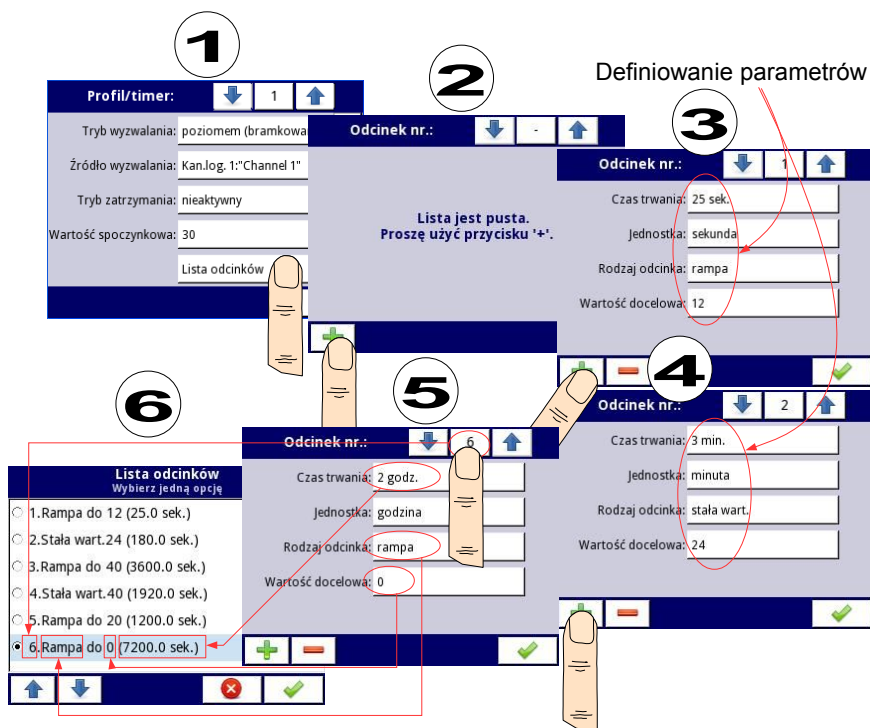 1
Profil/timer:
1
Tryb wyzwalania: poziomem (bramkowa
Źródło wyzwalania: Kan.log. 1:"Channel 1"
Tryb zatrzymania: nieaktywny
Wartość spoczynkowa: 30
Lista odcinków
2
Odcinek nr.:
-
Lista jest pusta.
Proszę użyć przycisku '+'.
Definiowanie parametrów
3
Odcinek nr.:
1
Czas trwania: 25 sek.
Jednostka: sekunda
Rodzaj odcinka: rampa
Wartość docelowa: 12
4
Odcinek nr.:
2
Czas trwania: 3 min.
Jednostka: minuta
Rodzaj odcinka: stała wart.
Wartość docelowa: 24
5
Odcinek nr.:
6
Czas trwania: 2 godz.
Jednostka: godzina
Rodzaj odcinka: rampa
Wartość docelowa: 0
6
Lista odcinków
Wybierz jedną opcję
1.Rampa do 12 (25.0 sek.)
2.Stała wart.24 (180.0 sek.)
3.Rampa do 40 (3600.0 sek.)
4.Stała wart.40 (1920.0 sek.)
5.Rampa do 20 (1200.0 sek.)
6.Rampa do 0 (7200.0 sek.)